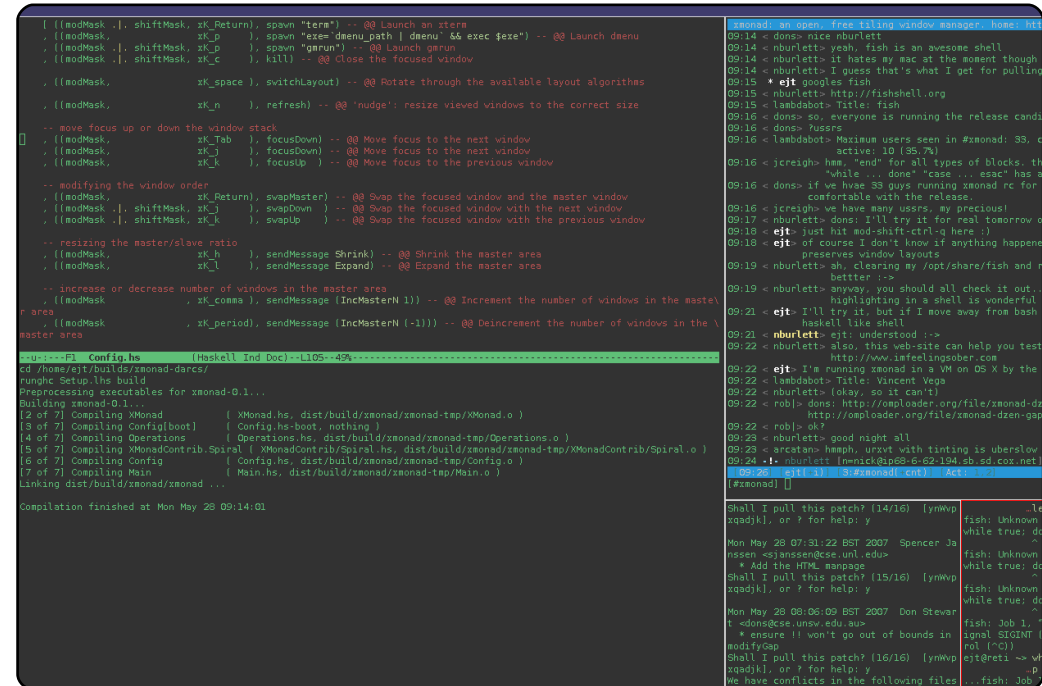 [ ((modMask .|. shiftMask, xK_Return), spawn "term") -- @@ Launch an xterm
, ((modMask, xK_p ), spawn "exe=`dmenu_path | dmenu` && exec $exe") -- @@ Launch dmenu
, ((modMask .|. shiftMask, xK_p ), spawn "gmrun") -- @@ Launch gmrun
, ((modMask .|. shiftMask, xK_c ), kill) -- @@ Close the focused window
, ((modMask, xK_space ), switchLayout) -- @@ Rotate through the available layout algorithms
, ((modMask, xK_n ), refresh) -- @@ 'nudge': resize viewed windows to the correct size
-- move focus up or down the window stack
, ((modMask, xK_Tab ), focusDown) -- @@ Move focus to the next window
, ((modMask, xK_j ), focusDown) -- @@ Move focus to the next window
, ((modMask, xK_k ), focusUp ) -- @@ Move focus to the previous window
-- modifying the window order
, ((modMask, xK_Return), swapMaster) -- @@ Swap the focused window and the master window
, ((modMask .|. shiftMask, xK_j ), swapDown ) -- @@ Swap the focused window with the next window
, ((modMask .|. shiftMask, xK_k ), swapUp ) -- @@ Swap the focused window with the previous window
-- resizing the master/slave ratio
, ((modMask, xK_h ), sendMessage Shrink) -- @@ Shrink the master area
, ((modMask, xK_l ), sendMessage Expand) -- @@ Expand the master area
-- increase or decrease number of windows in the master area
, ((modMask , xK_comma ), sendMessage (IncMasterN 1)) -- @@ Increment the number of windows in the maste\
r area
, ((modMask , xK_period), sendMessage (IncMasterN (-1))) -- @@ Deincrement the number of windows in the \
master area
--u-:---F1 Config.hs (Haskell Ind Doc)--L105--49%--------
cd /home/ejt/builds/xmonad-darcs/
runghc Setup.lhs build
Preprocessing executables for xmonad-0.1...
Building xmonad-0.1...
[2 of 7] Compiling XMonad ( XMonad.hs, dist/build/xmonad/xmonad-tmp/XMonad.o )
[3 of 7] Compiling Config[boot] ( Config.hs-boot, nothing )
[4 of 7] Compiling Operations ( Operations.hs, dist/build/xmonad/xmonad-tmp/Operations.o )
[5 of 7] Compiling XMonadContrib.Spiral ( XMonadContrib/Spiral.hs, dist/build/xmonad/xmonad-tmp/XMonadContrib/Spiral.o )
[6 of 7] Compiling Config ( Config.hs, dist/build/xmonad/xmonad-tmp/Config.o )
[7 of 7] Compiling Main ( Main.hs, dist/build/xmonad/xmonad-tmp/Main.o )
Linking dist/build/xmonad/xmonad ...
Compilation finished at Mon May 28 09:14:01
xmonad: an open, free tiling window manager. home: htt
09:14 < dons> nice nburlett
09:14 < nburlett> yeah, fish is an awesome shell
09:14 < nburlett> it hates my mac at the moment though
09:14 < nburlett> I guess that's what I get for pulling
09:15 * ejt googles fish
09:15 < nburlett> http://fishshell.org
09:15 < lambdabot> Title: fish
09:16 < dons> so, everyone is running the release candi
09:16 < dons> ?ussrs
09:16 < lambdabot> Maximum users seen in #xmonad: 33, c
active: 10 (35.7%)
09:16 < jcreigh> hmm, "end" for all types of blocks. th
"while ... done" "case ... esac" has a
09:16 < dons> if we hvae 33 guys running xmonad rc for
comfortable with the release.
09:16 < jcreigh> we have many ussrs, my precious!
09:17 < nburlett> dons: I'll try it for real tomorrow o
09:18 < ejt> just hit mod-shift-ctrl-q here :)
09:18 < ejt> of course I don't know if anything happene
preserves window layouts
09:19 < nburlett> ah, clearing my /opt/share/fish and r
bettter :->
09:19 < nburlett> anyway, you should all check it out..
highlighting in a shell is wonderful
09:21 < ejt> I'll try it, but if I move away from bash
haskell like shell
09:21 < nburlett> ejt: understood :->
09:22 < nburlett> also, this web-site can help you test
http://www.imfeelingsober.com
09:22 < ejt> I'm running xmonad in a VM on OS X by the
09:22 < lambdabot> Title: Vincent Vega
09:22 < nburlett> (okay, so it can't)
09:22 < rob|> dons: http://omploader.org/file/xmonad-dz
http://omploader.org/file/xmonad-dzen-gap
09:22 < rob|> ok?
09:23 < nburlett> good night all
09:23 < arcatan> hmmph, urxvt with tinting is uberslow
09:24 -!- nburlett [n=nick@ip68-6-62-194.sb.sd.cox.net]
[09:26] [ejt(i)] [3:#xmonad(cnt)] [Act:
[#xmonad]
Shall I pull this patch? (14/16) [ynWvp
xqadjk], or ? for help: y
Mon May 28 07:31:22 BST 2007 Spencer Ja
nssen <sjanssen@cse.unl.edu>
* Add the HTML manpage
Shall I pull this patch? (15/16) [ynWvp
xqadjk], or ? for help: y
Mon May 28 08:06:09 BST 2007 Don Stewar
t <dons@cse.unsw.edu.au>
* ensure !! won't go out of bounds in
modifyGap
Shall I pull this patch? (16/16) [ynWvp
xqadjk], or ? for help: y
We have conflicts in the following files
…le
fish: Unknown
while true; do
^
fish: Unknown
while true; do
^
fish: Unknown
while true; do
^
fish: Job 1, "
ignal SIGINT (
rol (^C))
ejt@reti ~> wh
…p
...fish: Job